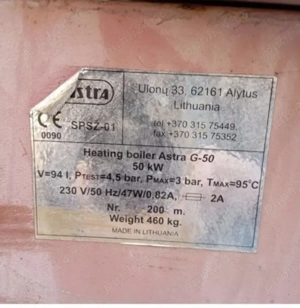 Astra
Ulonų 33, 62161 Alytus
Lithuania
CE
0090
SPSŽ-01
tel +370 315 75449,
fax +370 315 75352
Heating boiler Astra G-50
50 kW
V=94 l, PTEST=4,5 bar, PMAX=3 bar, TMAX=95°C
230 V/50 Hz/47W/0,82A, 2A
Nr. 200 m.
Weight 460 kg.
MADE IN LITHUANIA